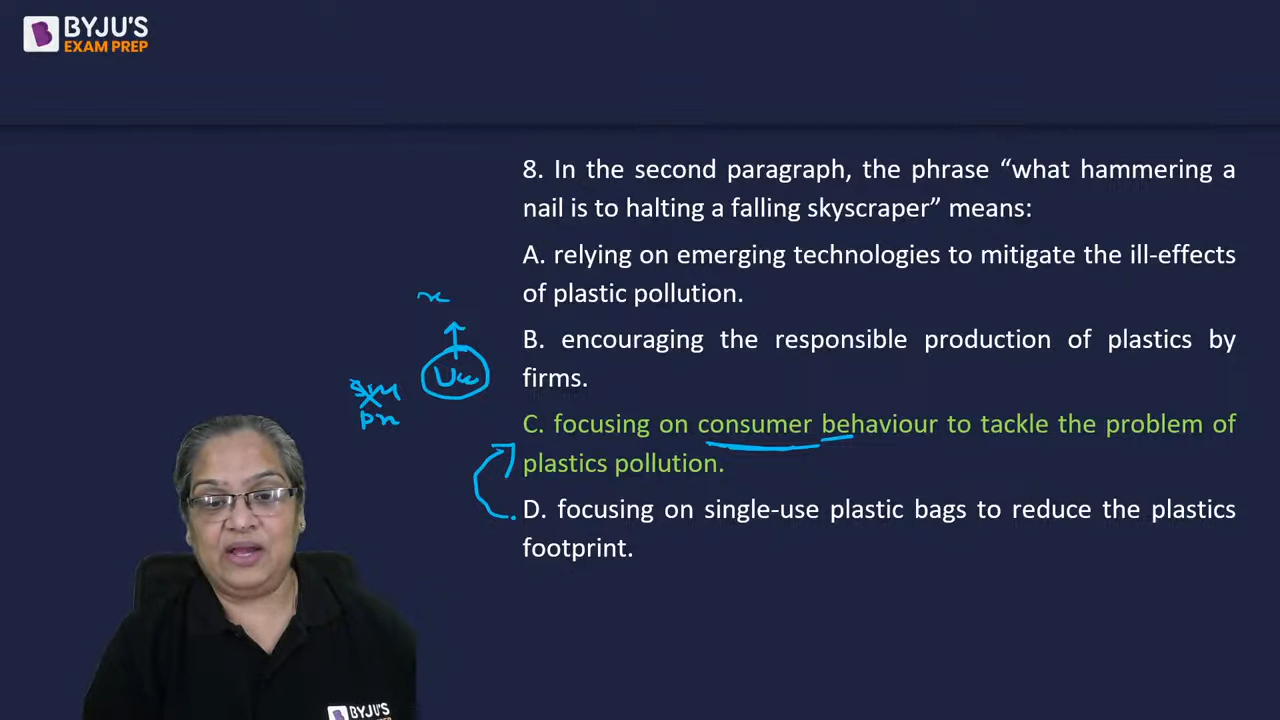 BYJU'S
EXAM PREP
8. In the second paragraph, the phrase “what hammering a
nail is to halting a falling skyscraper” means:
A. relying on emerging technologies to mitigate the ill-effects
of plastic pollution.
B. encouraging the responsible production of plastics by
firms.
C. focusing on consumer behaviour to tackle the problem of
plastics pollution.
D. focusing on single-use plastic bags to reduce the plastics
footprint.
BYJU'S